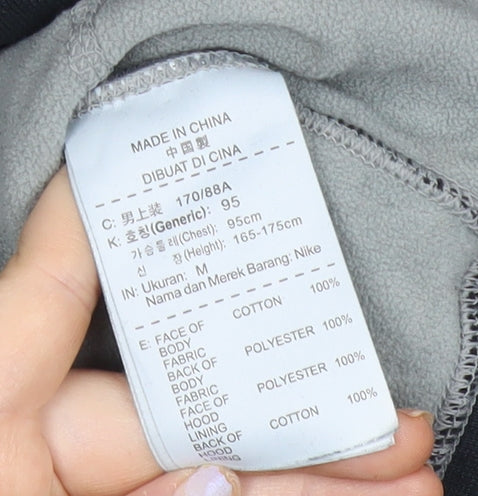 MADE IN CHINA
中国製
DIBUAT DI CINA
C: 男上装 170/88A
K: 호칭(Generic): 95
가슴둘레(Chest): 95cm
신 장(Height): 165-175cm
IN: Ukuran: M
Nama dan Merek Barang: Nike
E: FACE OF COTTON 100%
BODY
FABRIC
BACK OF POLYESTER 100%
BODY
FABRIC
FACE OF POLYESTER 100%
HOOD
LINING
BACK OF COTTON 100%
HOOD
LINING